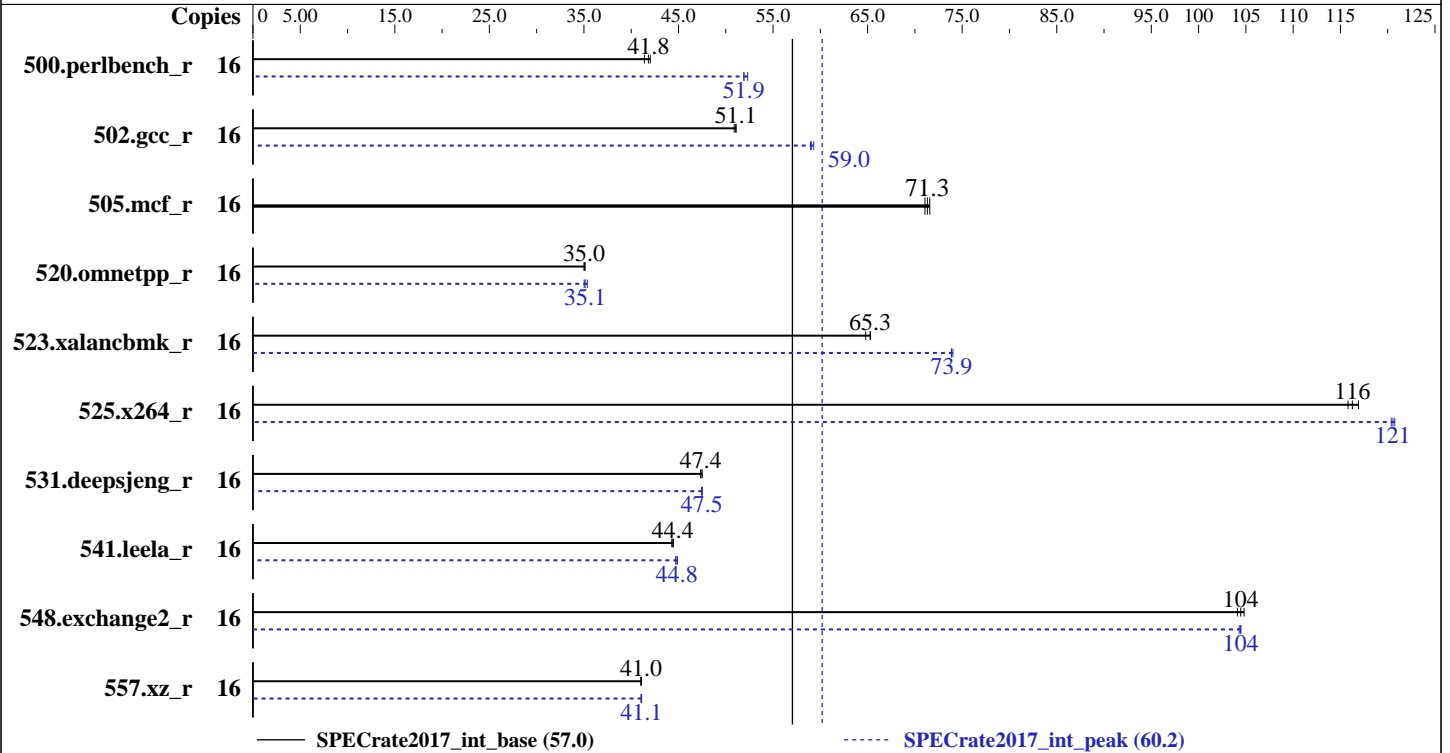 Copies 0 5.00 15.0 25.0 35.0 45.0 55.0 65.0 75.0 85.0 95.0 100 105 110 115 125
500.perlbench_r 16 41.8
51.9
502.gcc_r 16 51.1
59.0
505.mcf_r 16 71.3
520.omnetpp_r 16 35.0
35.1
523.xalancbmk_r 16 65.3
73.9
525.x264_r 16 116
121
531.deepsjeng_r 16 47.4
47.5
541.leela_r 16 44.4
44.8
548.exchange2_r 16 104
104
557.xz_r 16 41.0
41.1
SPECrate2017_int_base (57.0) SPECrate2017_int_peak (60.2)